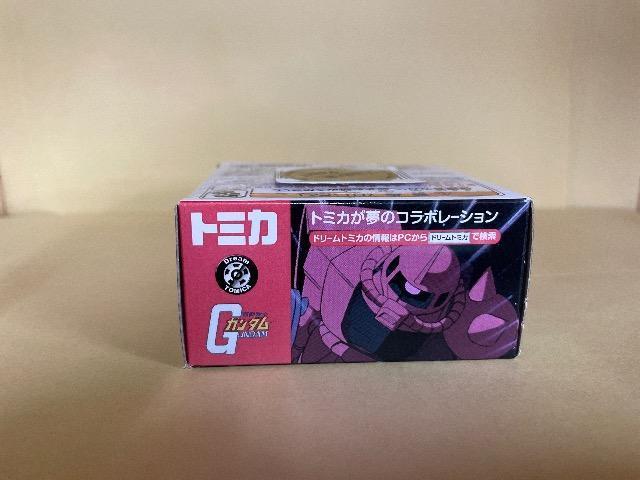 トミカ
Dream
TOMICA
機動戦士
ガンダム
GUNDAM
トミカが夢のコラボレーション
ドリームトミカの情報はPCから ドリームトミカ で検索